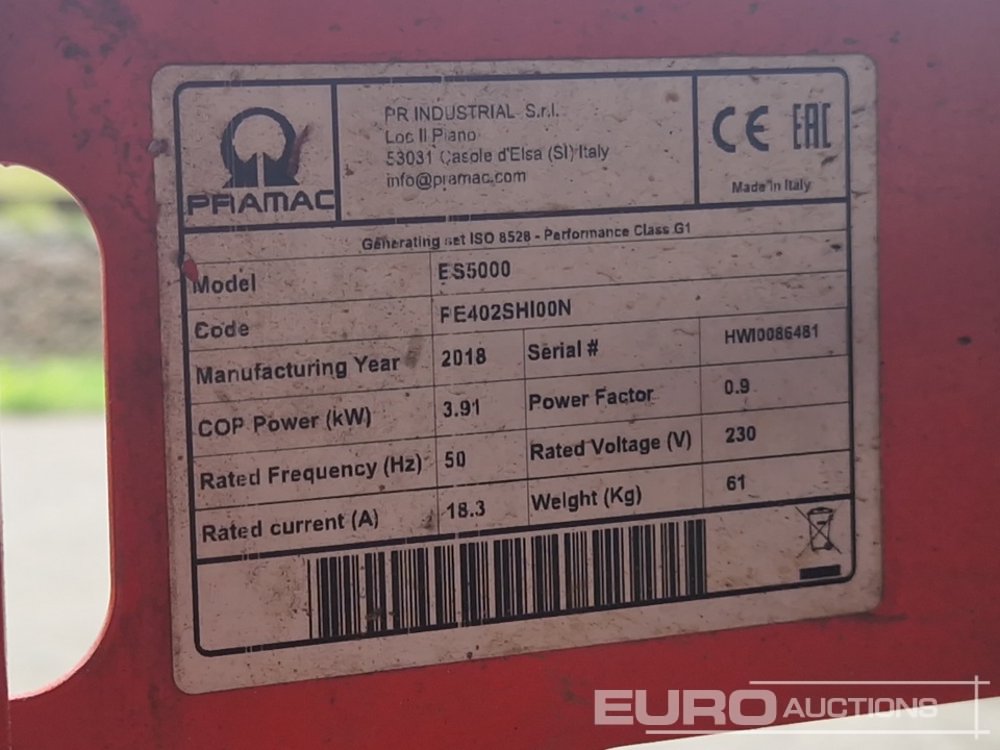 PRAMAC
PR INDUSTRIAL S.r.l.
Loc Il Piano
53031 Casole d'Elsa (SI) Italy
info@pramac.com
CE EAC
Made in Italy
Generating set ISO 8528 - Performance Class G1
Model ES5000
Code PE402SHI00N
Manufacturing Year 2018 Serial # HWI0086481
COP Power (kW) 3.91 Power Factor 0.9
Rated Frequency (Hz) 50 Rated Voltage (V) 230
Rated current (A) 18.3 Weight (Kg) 61
EURO AUCTIONS